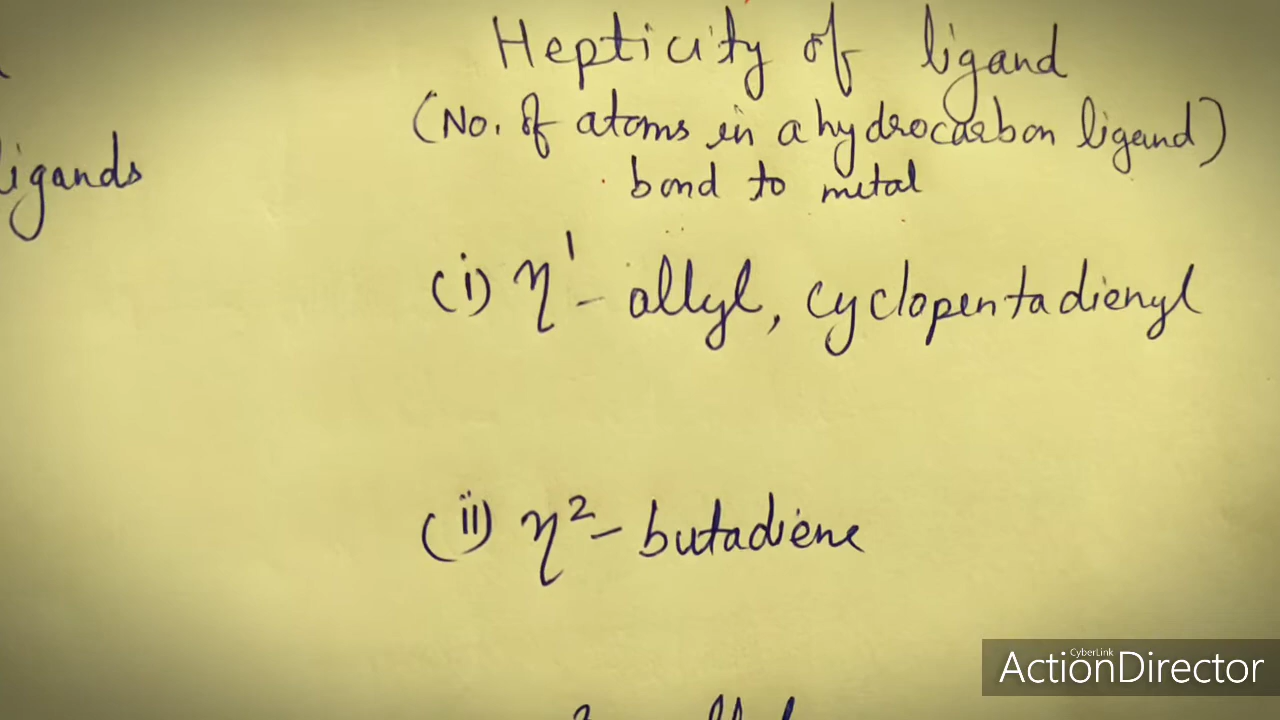 Hepticity of ligand
(No. of atoms in a hydrocarbon ligand)
bond to metal
ligands
(i) η¹- allyl, cyclopentadienyl
(ii) η²- butadiene
CyberLink
ActionDirector